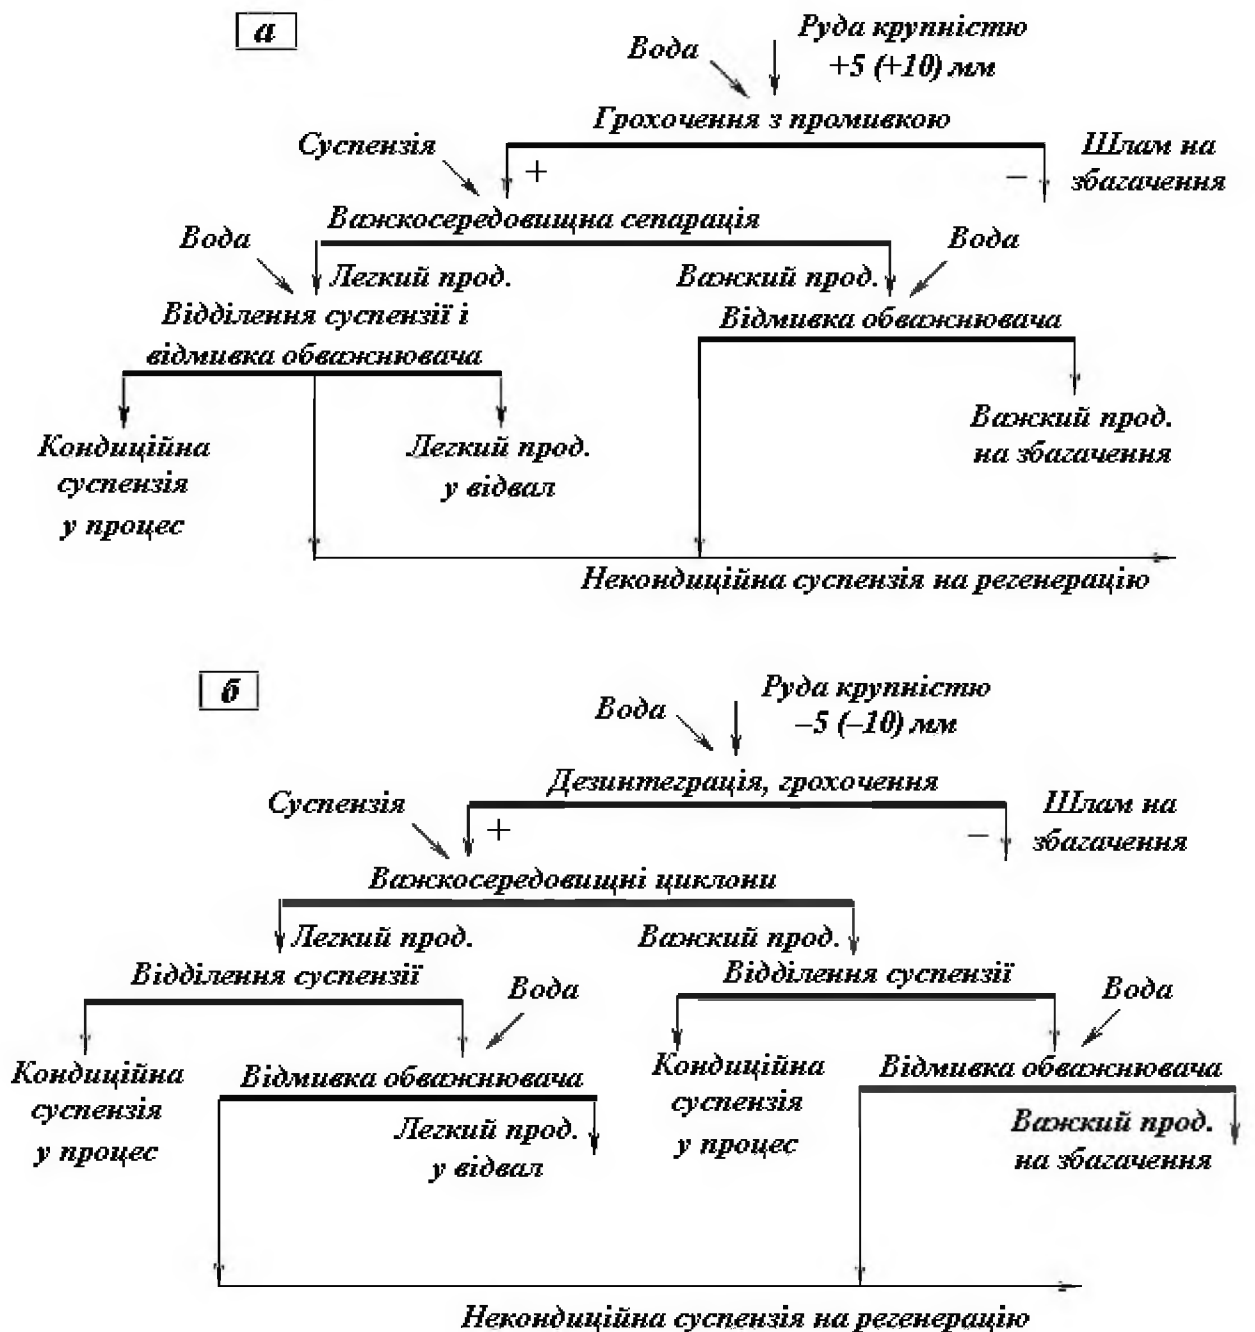 а
Руда крупністю
Вода
+5 (+10) мм
Грохочення з промивкою
Суспензія
Шлам на
+
–
збагачення
Важкосередовищна сепарація
Вода
Вода
Легкий прод.
Важкий прод.
Відділення суспензії і
Відмивка обважнювача
відмивка обважнювача
Кондиційна
Легкий прод.
Важкий прод.
суспензія
у відвал
на збагачення
у процес
Некондиційна суспензія на регенерацію
б
Руда крупністю
Вода
–5 (–10) мм
Дезинтеграція, грохочення
Суспензія
Шлам на
+
–
збагачення
Важкосередовищні циклони
Легкий прод.
Важкий прод.
Відділення суспензії
Відділення суспензії
Вода
Вода
Кондиційна
Відмивка обважнювача
Кондиційна
Відмивка обважнювача
суспензія
суспензія
Легкий прод.
Важкий прод.
у процес
у відвал
у процес
на збагачення
Некондиційна суспензія на регенерацію